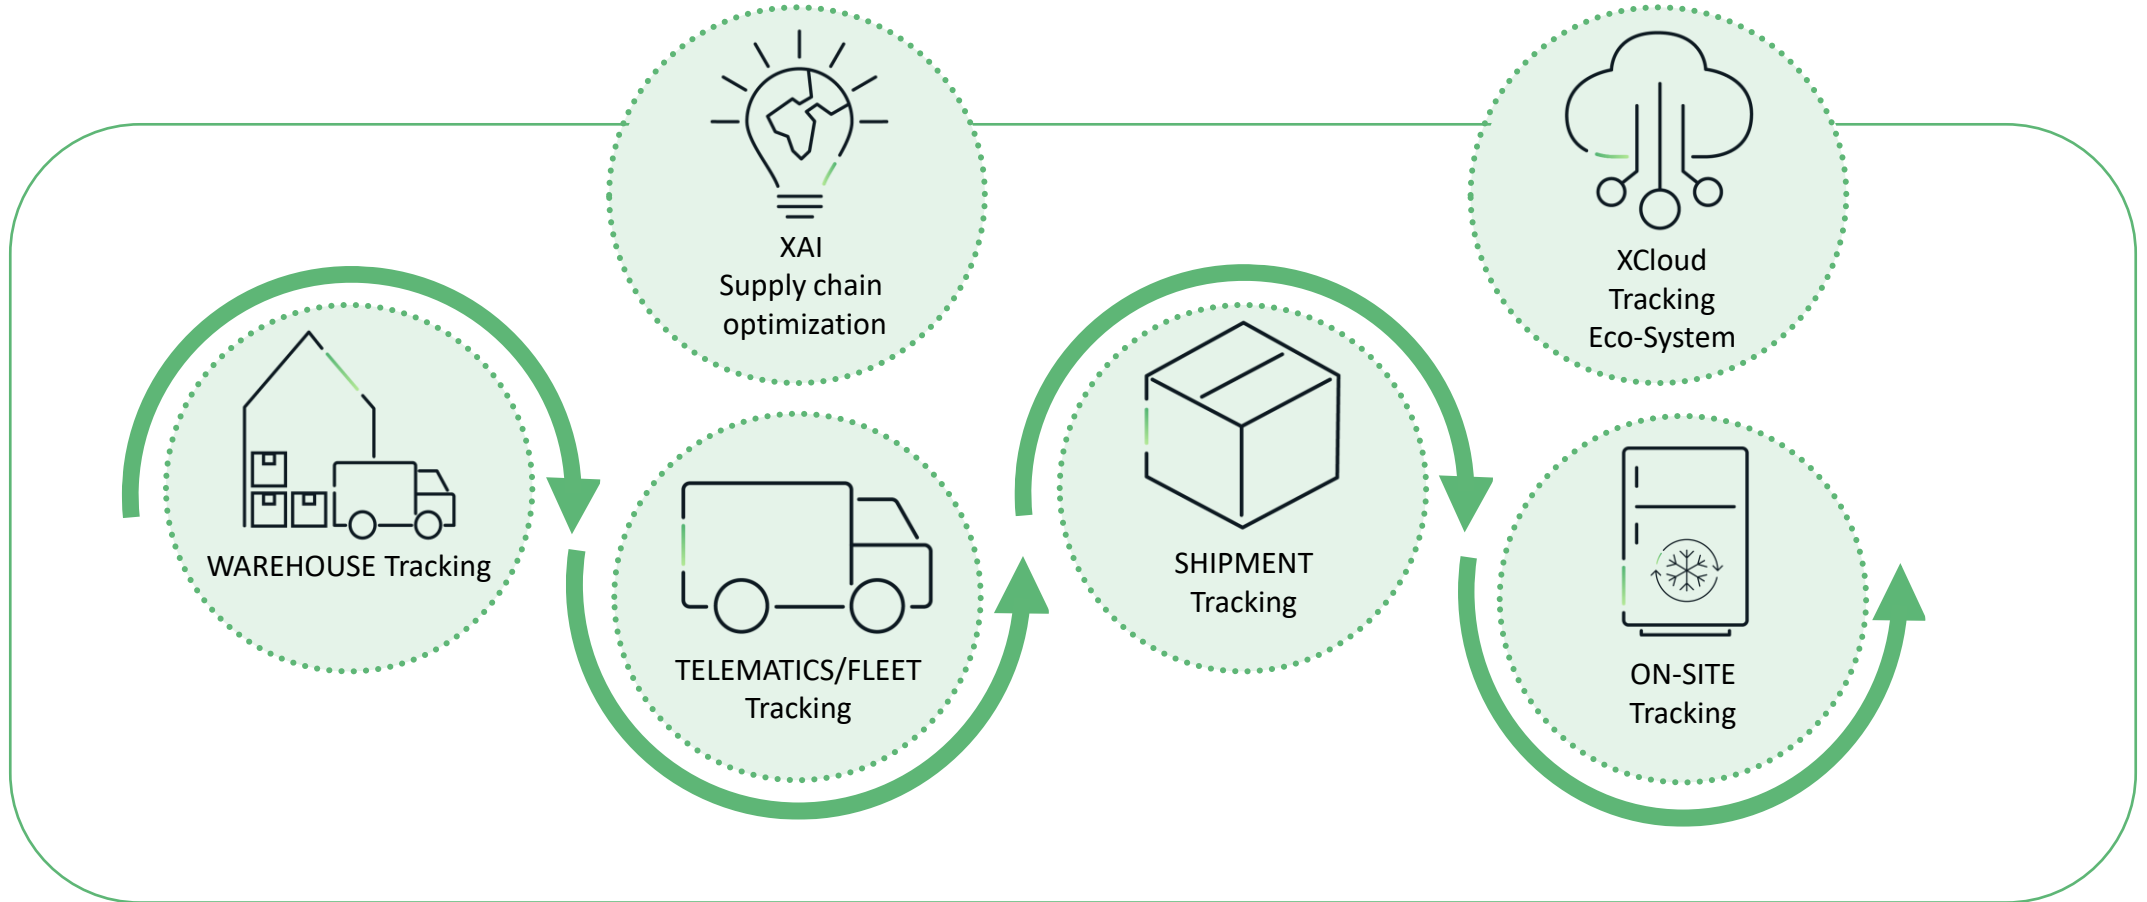 XAI
Supply chain
optimization
XCloud
Tracking
Eco-System
WAREHOUSE Tracking
TELEMATICS/FLEET
Tracking
SHIPMENT
Tracking
ON-SITE
Tracking